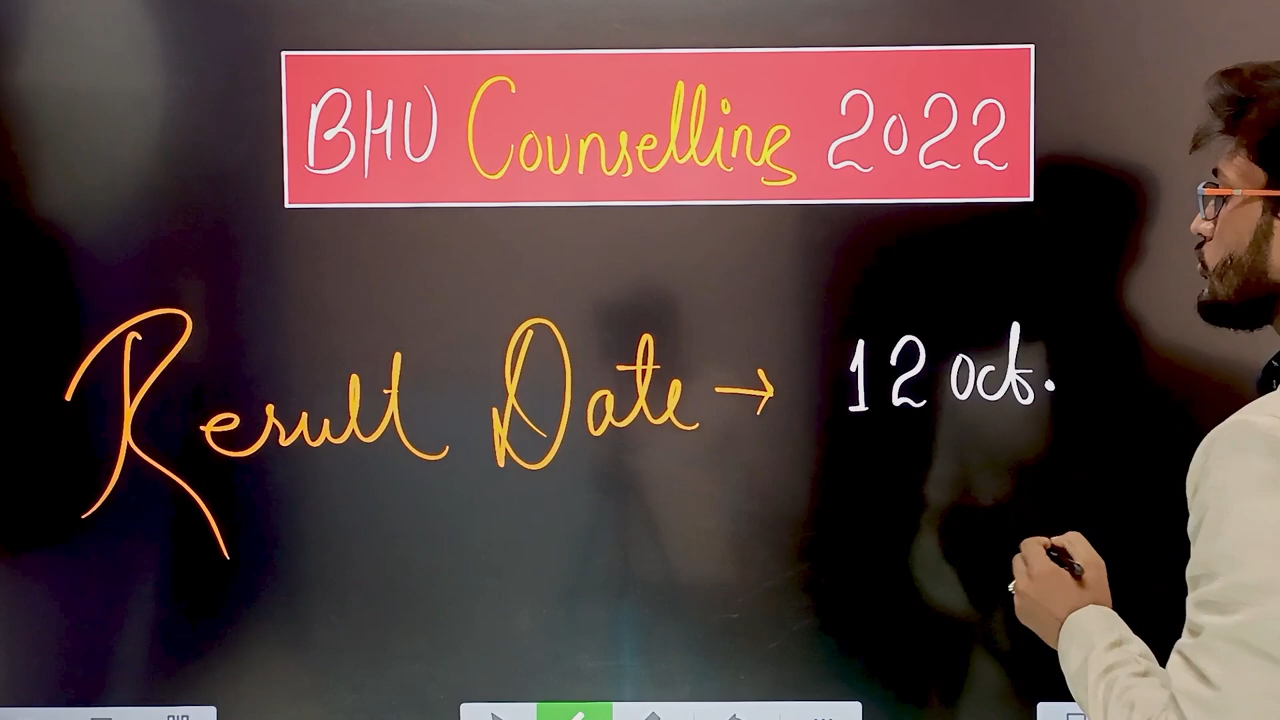 BHU Counselling 2022
Result Date → 12 Oct.